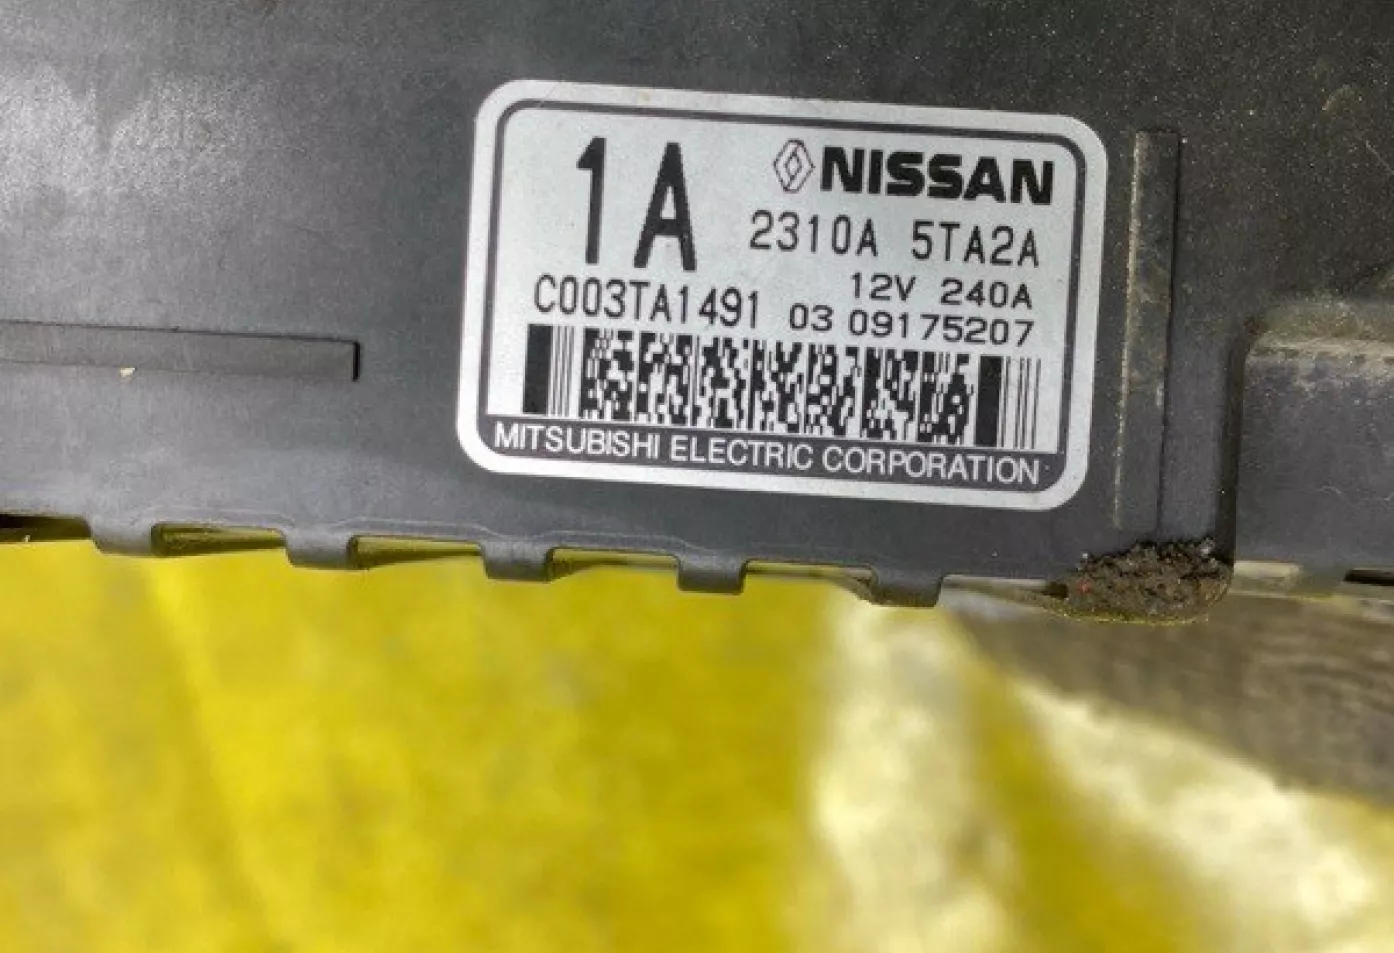 1A
NISSAN
2310A 5TA2A
12V 240A
C003TA1491 03 09175207
MITSUBISHI ELECTRIC CORPORATION